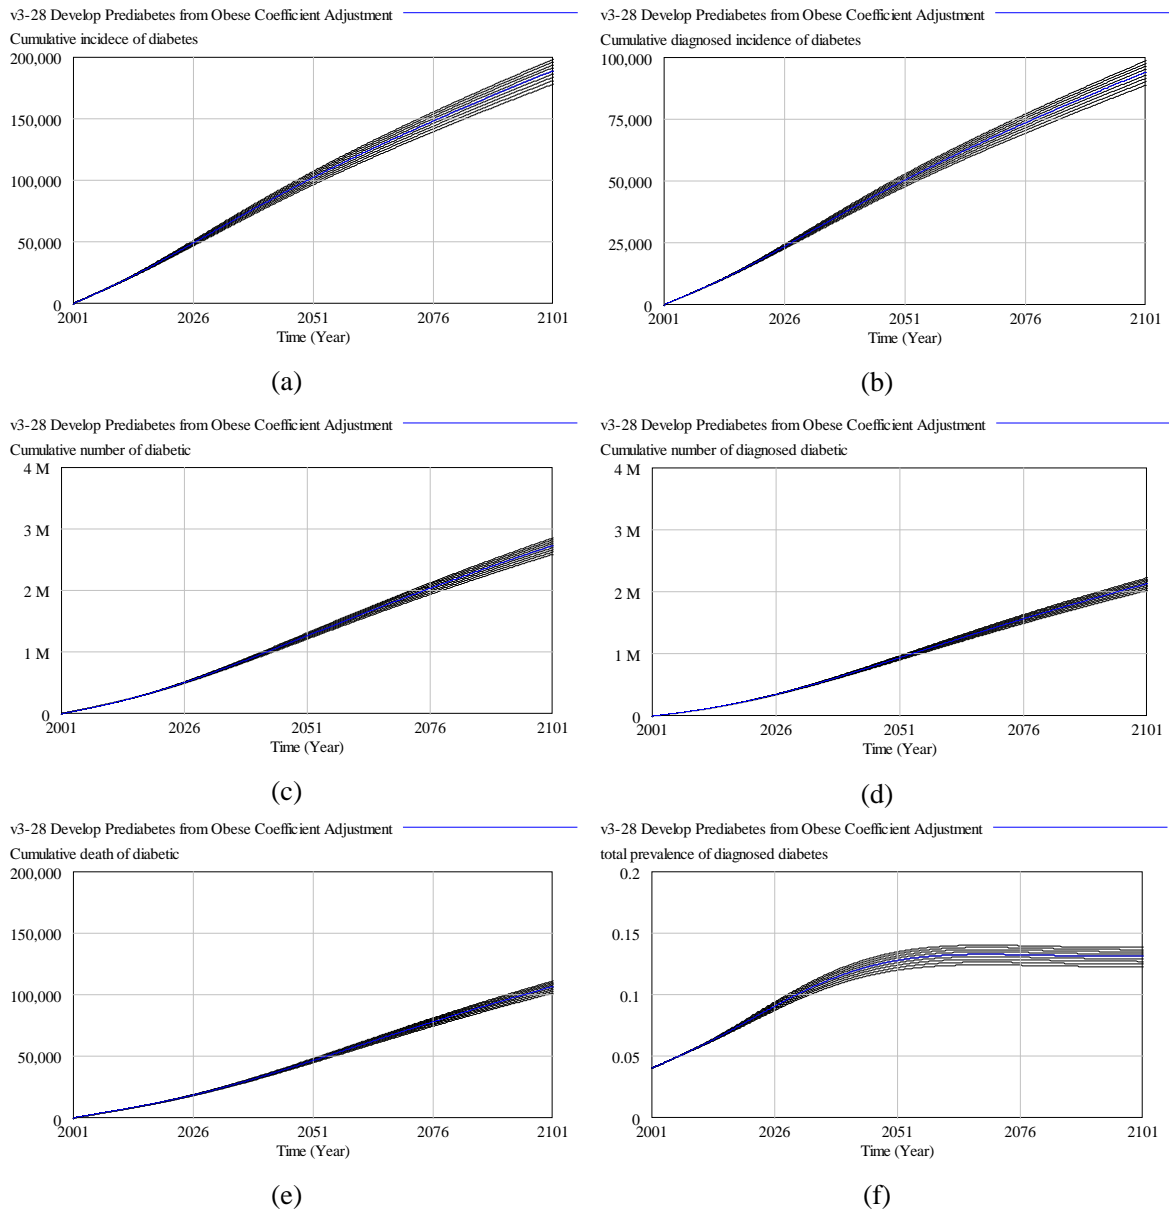 v3-28 Develop Prediabetes from Obese Coefficient Adjustment
Cumulative incidece of diabetes
200,000
150,000
100,000
50,000
0
2001 2026 2051 2076 2101
Time (Year)
(a)
v3-28 Develop Prediabetes from Obese Coefficient Adjustment
Cumulative diagnosed incidence of diabetes
100,000
75,000
50,000
25,000
0
2001 2026 2051 2076 2101
Time (Year)
(b)
v3-28 Develop Prediabetes from Obese Coefficient Adjustment
Cumulative number of diabetic
4 M
3 M
2 M
1 M
0
2001 2026 2051 2076 2101
Time (Year)
(c)
v3-28 Develop Prediabetes from Obese Coefficient Adjustment
Cumulative number of diagnosed diabetic
4 M
3 M
2 M
1 M
0
2001 2026 2051 2076 2101
Time (Year)
(d)
v3-28 Develop Prediabetes from Obese Coefficient Adjustment
Cumulative death of diabetic
200,000
150,000
100,000
50,000
0
2001 2026 2051 2076 2101
Time (Year)
(e)
v3-28 Develop Prediabetes from Obese Coefficient Adjustment
total prevalence of diagnosed diabetes
0.2
0.15
0.1
0.05
0
2001 2026 2051 2076 2101
Time (Year)
(f)